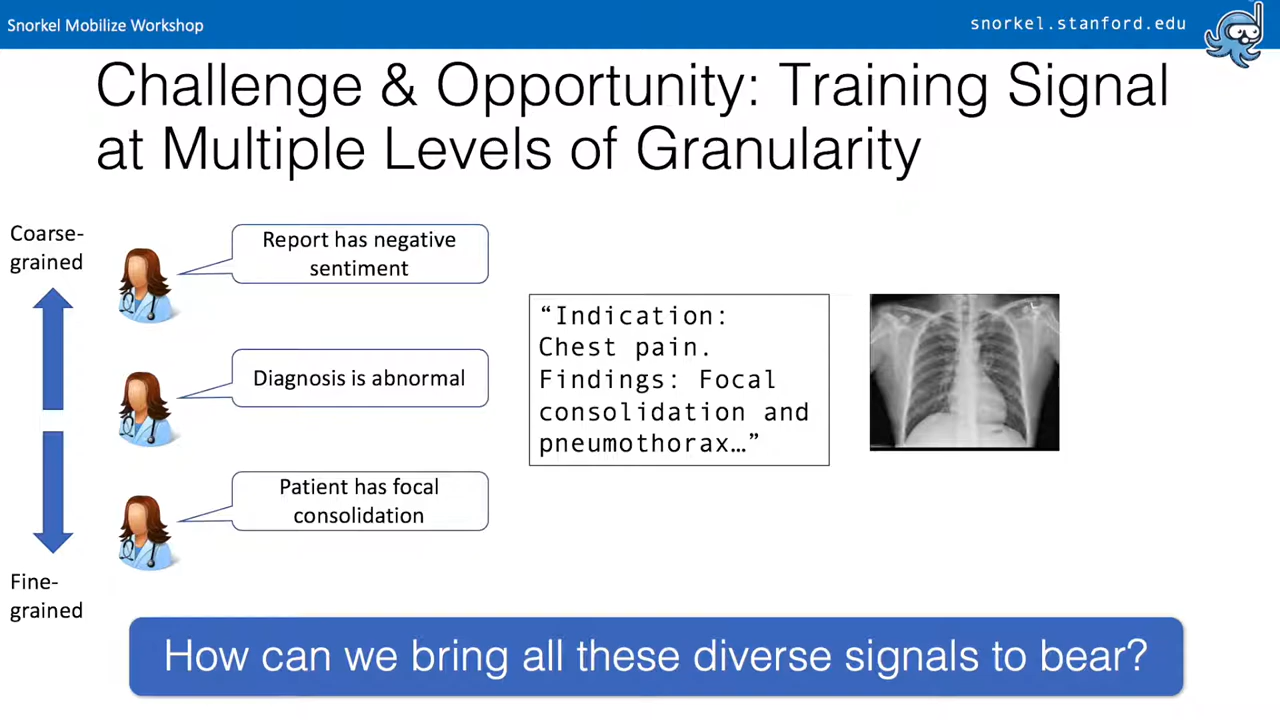 Snorkel Mobilize Workshop
snorkel.stanford.edu
Challenge & Opportunity: Training Signal
at Multiple Levels of Granularity
Coarse-
grained
Report has negative
sentiment
Diagnosis is abnormal
Patient has focal
consolidation
Fine-
grained
“Indication:
Chest pain.
Findings: Focal
consolidation and
pneumothorax…”
How can we bring all these diverse signals to bear?